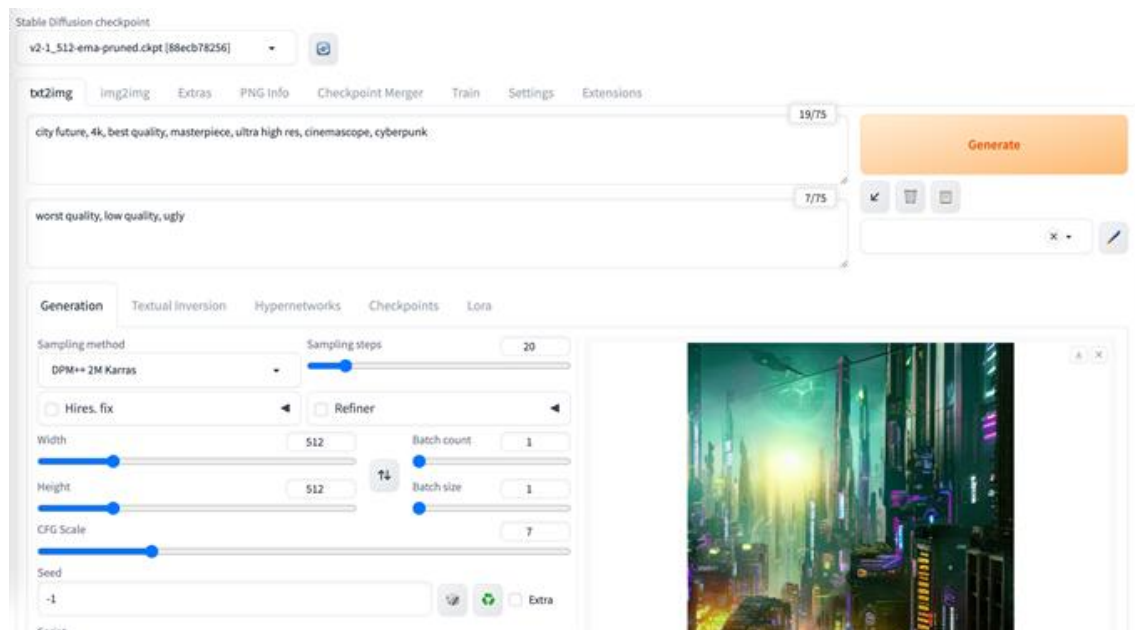 Stable Diffusion checkpoint
v2-1_512-ema-pruned.ckpt [88ecb78256]
txt2img img2img Extras PNG Info Checkpoint Merger Train Settings Extensions
19/75
city future, 4k, best quality, masterpiece, ultra high res, cinemascope, cyberpunk
Generate
7/75
worst quality, low quality, ugly
Generation Textual Inversion Hypernetworks Checkpoints Lora
Sampling method Sampling steps 20
DPM++ 2M Karras
Hires. fix Refiner
Width 512 Batch count 1
Height 512 Batch size 1
CFG Scale 7
Seed
-1 Extra